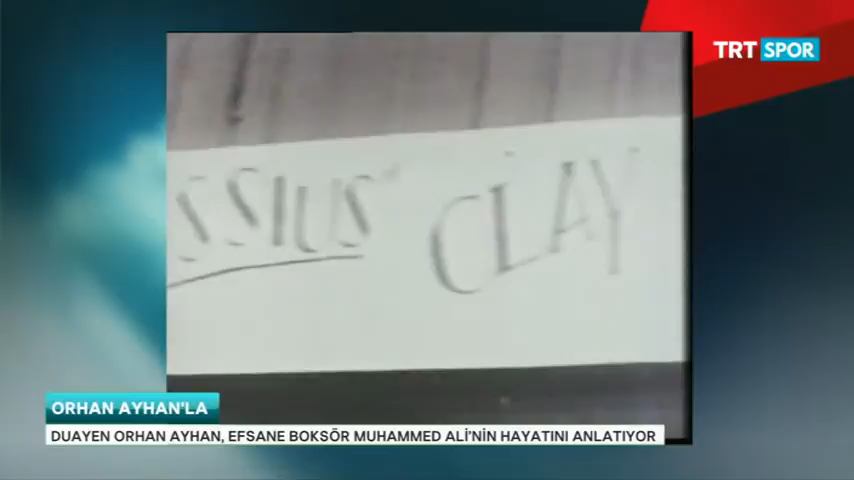 TRT SPOR
SSIUS' CLAY
ORHAN AYHAN'LA
DUAYEN ORHAN AYHAN, EFSANE BOKSÖR MUHAMMED ALİ'NİN HAYATINI ANLATIYOR